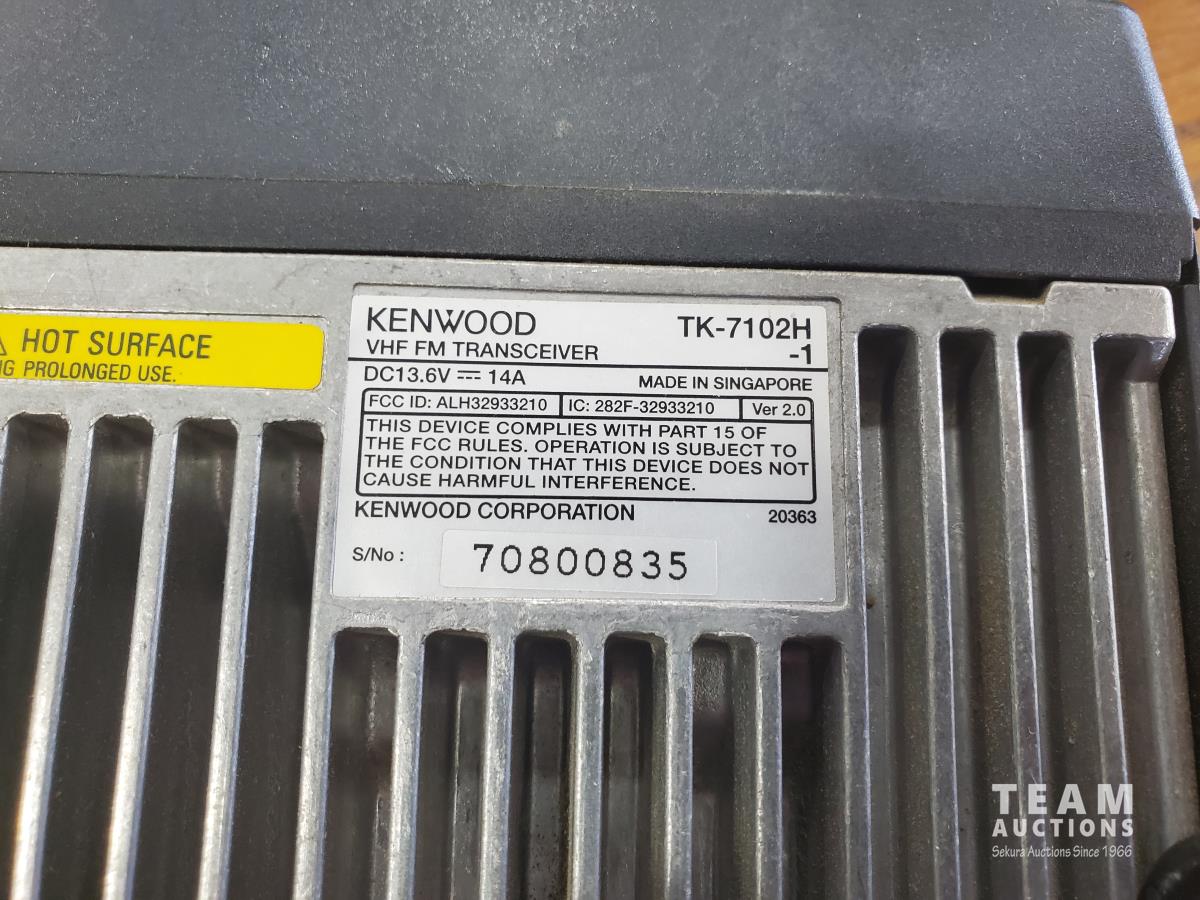 HOT SURFACE
PROLONGED USE.
KENWOOD TK-7102H
VHF FM TRANSCEIVER -1
DC13.6V ⎓ 14A MADE IN SINGAPORE
FCC ID: ALH32933210 IC: 282F-32933210 Ver 2.0
THIS DEVICE COMPLIES WITH PART 15 OF
THE FCC RULES. OPERATION IS SUBJECT TO
THE CONDITION THAT THIS DEVICE DOES NOT
CAUSE HARMFUL INTERFERENCE.
KENWOOD CORPORATION 20363
S/No : 70800835
TEAM
AUCTIONS
Sekura Auctions Since 1966